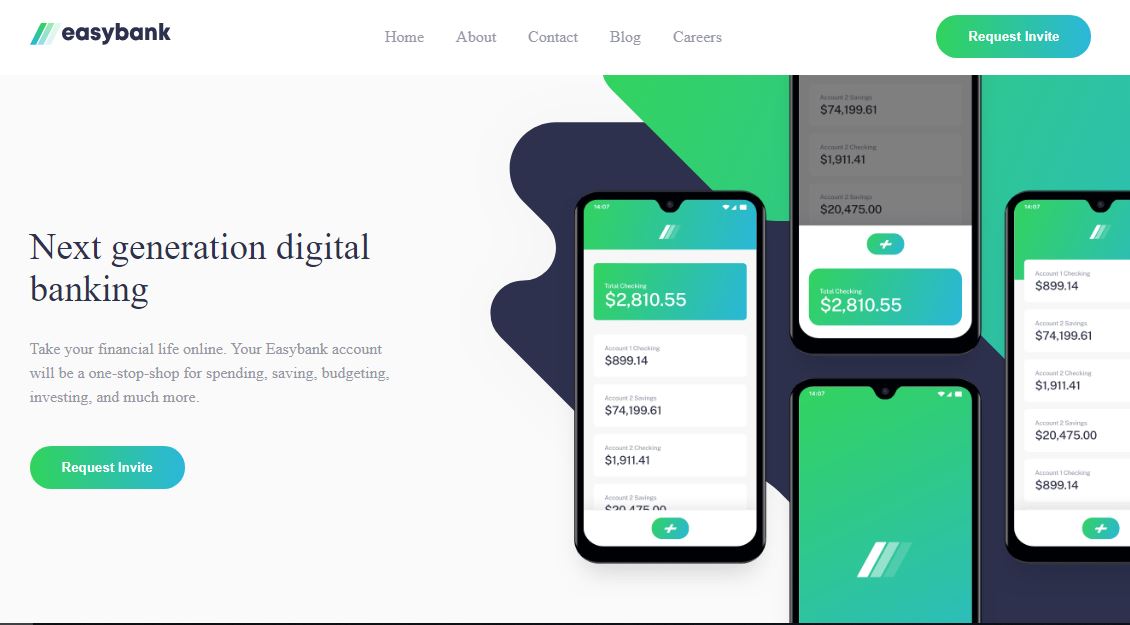 easybank
Home About Contact Blog Careers
Request Invite
Next generation digital
banking
Take your financial life online. Your Easybank account
will be a one-stop-shop for spending, saving, budgeting,
investing, and much more.
Request Invite
14:07
Total Checking
$2,810.55
Account 1 Checking
$899.14
Account 2 Savings
$74,199.61
Account 2 Checking
$1,911.41
Account 2 Savings
$20,475.00
Account 2 Savings
$74,199.61
Account 2 Checking
$1,911.41
Account 2 Savings
$20,475.00
Total Checking
$2,810.55
14:07
14:07
Account 1 Checking
$899.14
Account 2 Savings
$74,199.61
Account 2 Checking
$1,911.41
Account 2 Savings
$20,475.00
Account 1 Checking
$899.14